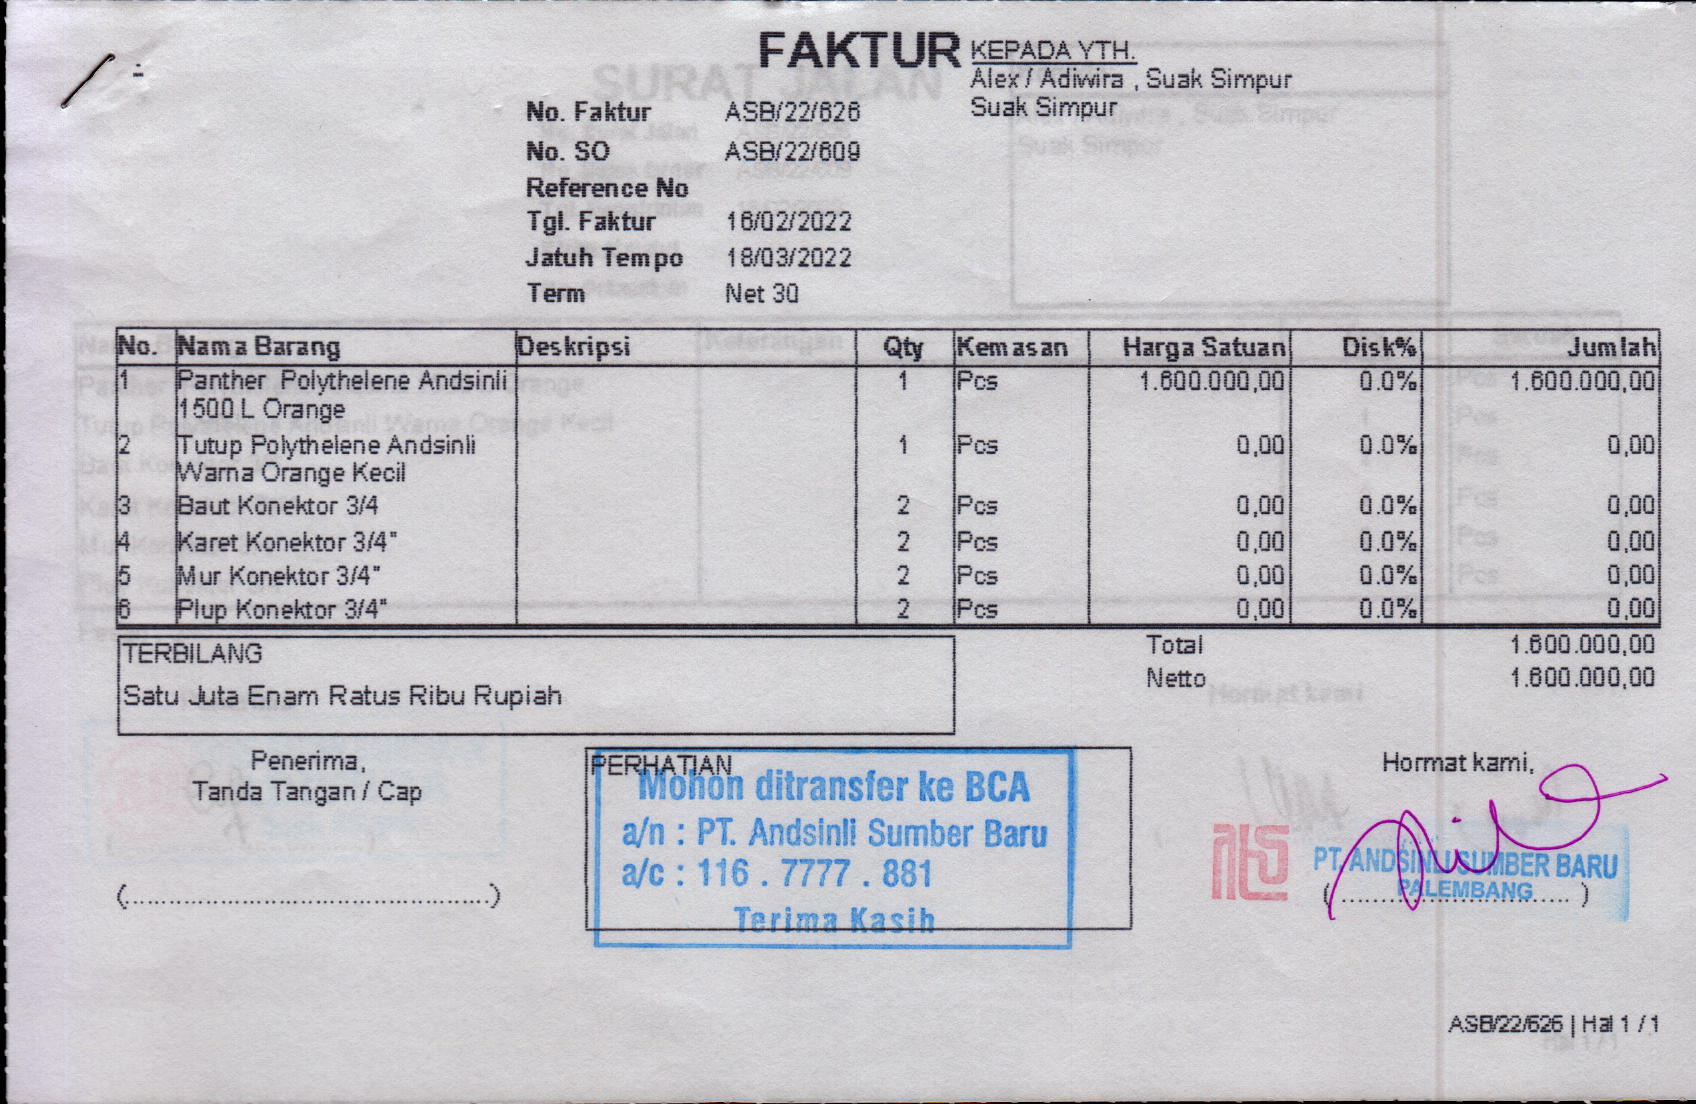 FAKTUR
KEPADA YTH.
Alex / Adiwira , Suak Simpur
Suak Simpur
No. Faktur ASB/22/626
No. SO ASB/22/609
Reference No
Tgl. Faktur 16/02/2022
Jatuh Tempo 18/03/2022
Term Net 30
No. Nama Barang Deskripsi Qty Kemasan Harga Satuan Disk% Jumlah
1 Panther Polythelene Andsinli 1 Pcs 1.600.000,00 0.0% 1.600.000,00
1500 L Orange
2 Tutup Polythelene Andsinli 1 Pcs 0,00 0.0% 0,00
Warna Orange Kecil
3 Baut Konektor 3/4 2 Pcs 0,00 0.0% 0,00
4 Karet Konektor 3/4" 2 Pcs 0,00 0.0% 0,00
5 Mur Konektor 3/4" 2 Pcs 0,00 0.0% 0,00
6 Plup Konektor 3/4" 2 Pcs 0,00 0.0% 0,00
Total 1.600.000,00
Netto 1.600.000,00
TERBILANG
Satu Juta Enam Ratus Ribu Rupiah
Penerima,
Tanda Tangan / Cap
(...............................................)
PERHATIAN
Mohon ditransfer ke BCA
a/n : PT. Andsinli Sumber Baru
a/c : 116 . 7777 . 881
Terima Kasih
Hormat kami,
PT. ANDSINLI SUMBER BARU
PALEMBANG
(..............................)
ASB/22/626 | Hal 1 / 1